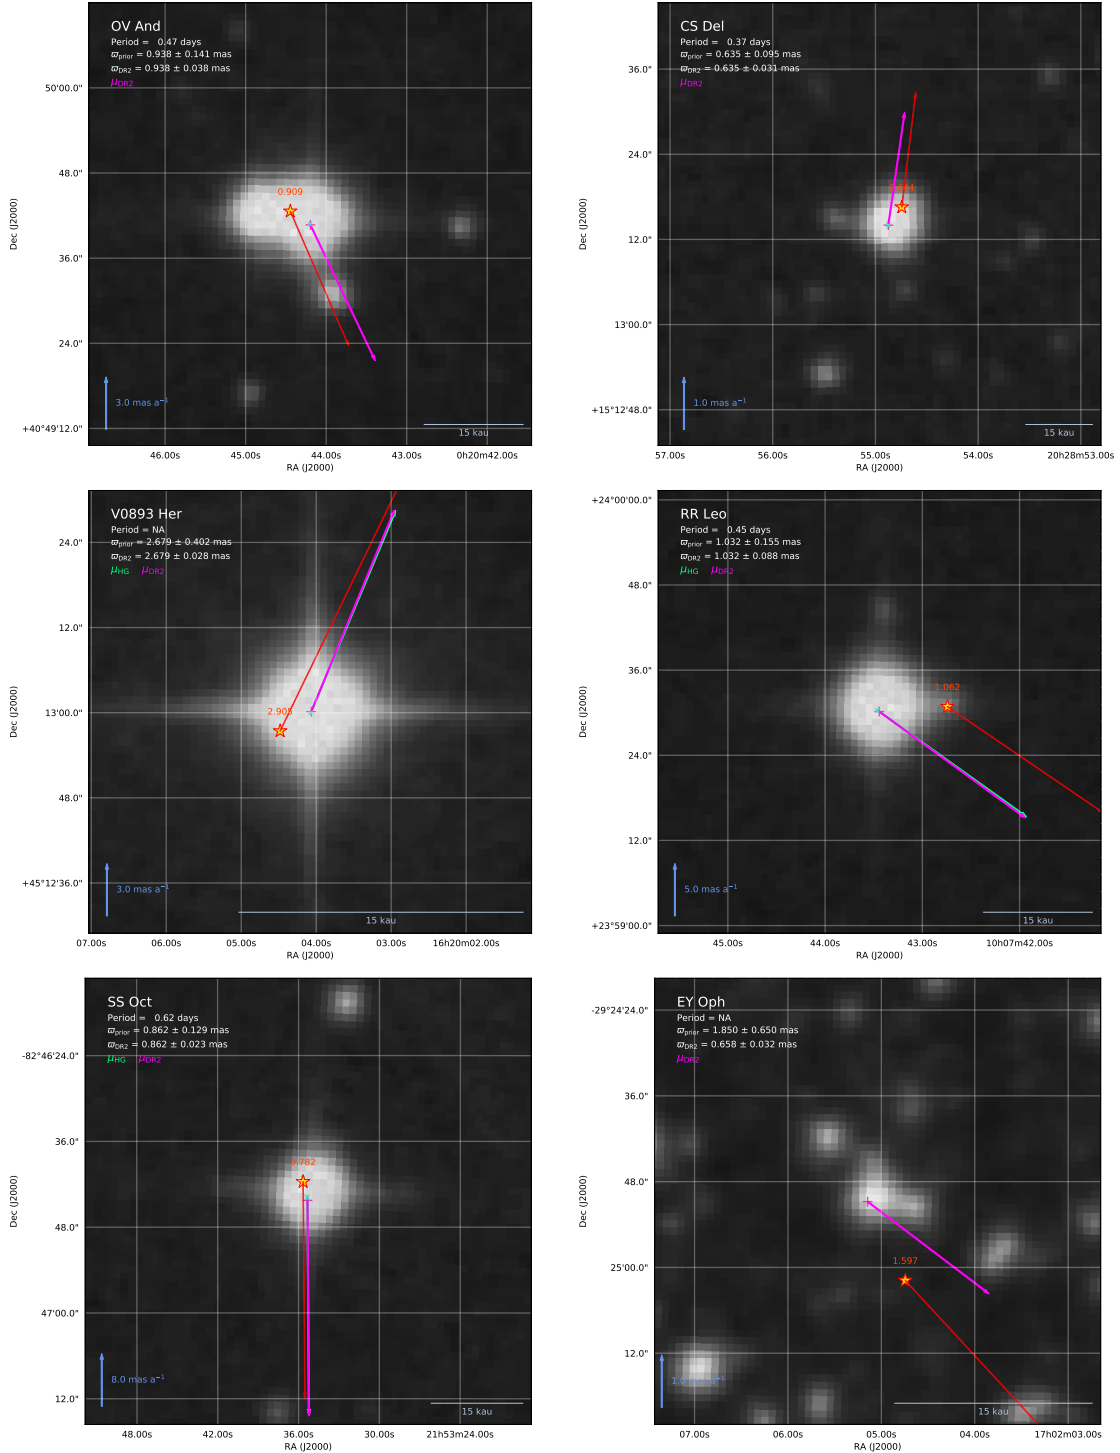 OV And
Period = 0.47 days
ϖprior = 0.938 ± 0.141 mas
ϖDR2 = 0.938 ± 0.038 mas
μDR2
50'00.0"
48.0"
36.0"
24.0"
+40°49'12.0"
Dec (J2000)
0.909
3.0 mas a⁻¹
15 kau
46.00s 45.00s 44.00s 43.00s 0h20m42.00s
RA (J2000)
CS Del
Period = 0.37 days
ϖprior = 0.635 ± 0.095 mas
ϖDR2 = 0.635 ± 0.031 mas
μDR2
36.0"
24.0"
12.0"
13'00.0"
+15°12'48.0"
Dec (J2000)
1.0 mas a⁻¹
15 kau
57.00s 56.00s 55.00s 54.00s 20h28m53.00s
RA (J2000)
V0893 Her
Period = NA
ϖprior = 2.679 ± 0.402 mas
ϖDR2 = 2.679 ± 0.028 mas
μHG μDR2
24.0"
12.0"
13'00.0"
48.0"
+45°12'36.0"
Dec (J2000)
2.905
3.0 mas a⁻¹
15 kau
07.00s 06.00s 05.00s 04.00s 03.00s 16h20m02.00s
RA (J2000)
RR Leo
Period = 0.45 days
ϖprior = 1.032 ± 0.155 mas
ϖDR2 = 1.032 ± 0.088 mas
μHG μDR2
+24°00'00.0"
48.0"
36.0"
24.0"
12.0"
+23°59'00.0"
Dec (J2000)
1.062
5.0 mas a⁻¹
15 kau
45.00s 44.00s 43.00s 10h07m42.00s
RA (J2000)
SS Oct
Period = 0.62 days
ϖprior = 0.862 ± 0.129 mas
ϖDR2 = 0.862 ± 0.023 mas
μHG μDR2
-82°46'24.0"
36.0"
48.0"
47'00.0"
12.0"
Dec (J2000)
0.782
8.0 mas a⁻¹
15 kau
48.00s 42.00s 36.00s 30.00s 21h53m24.00s
RA (J2000)
EY Oph
Period = NA
ϖprior = 1.850 ± 0.650 mas
ϖDR2 = 0.658 ± 0.032 mas
μDR2
-29°24'24.0"
36.0"
48.0"
25'00.0"
12.0"
Dec (J2000)
1.597
1.0 mas a⁻¹
15 kau
07.00s 06.00s 05.00s 04.00s 17h02m03.00s
RA (J2000)